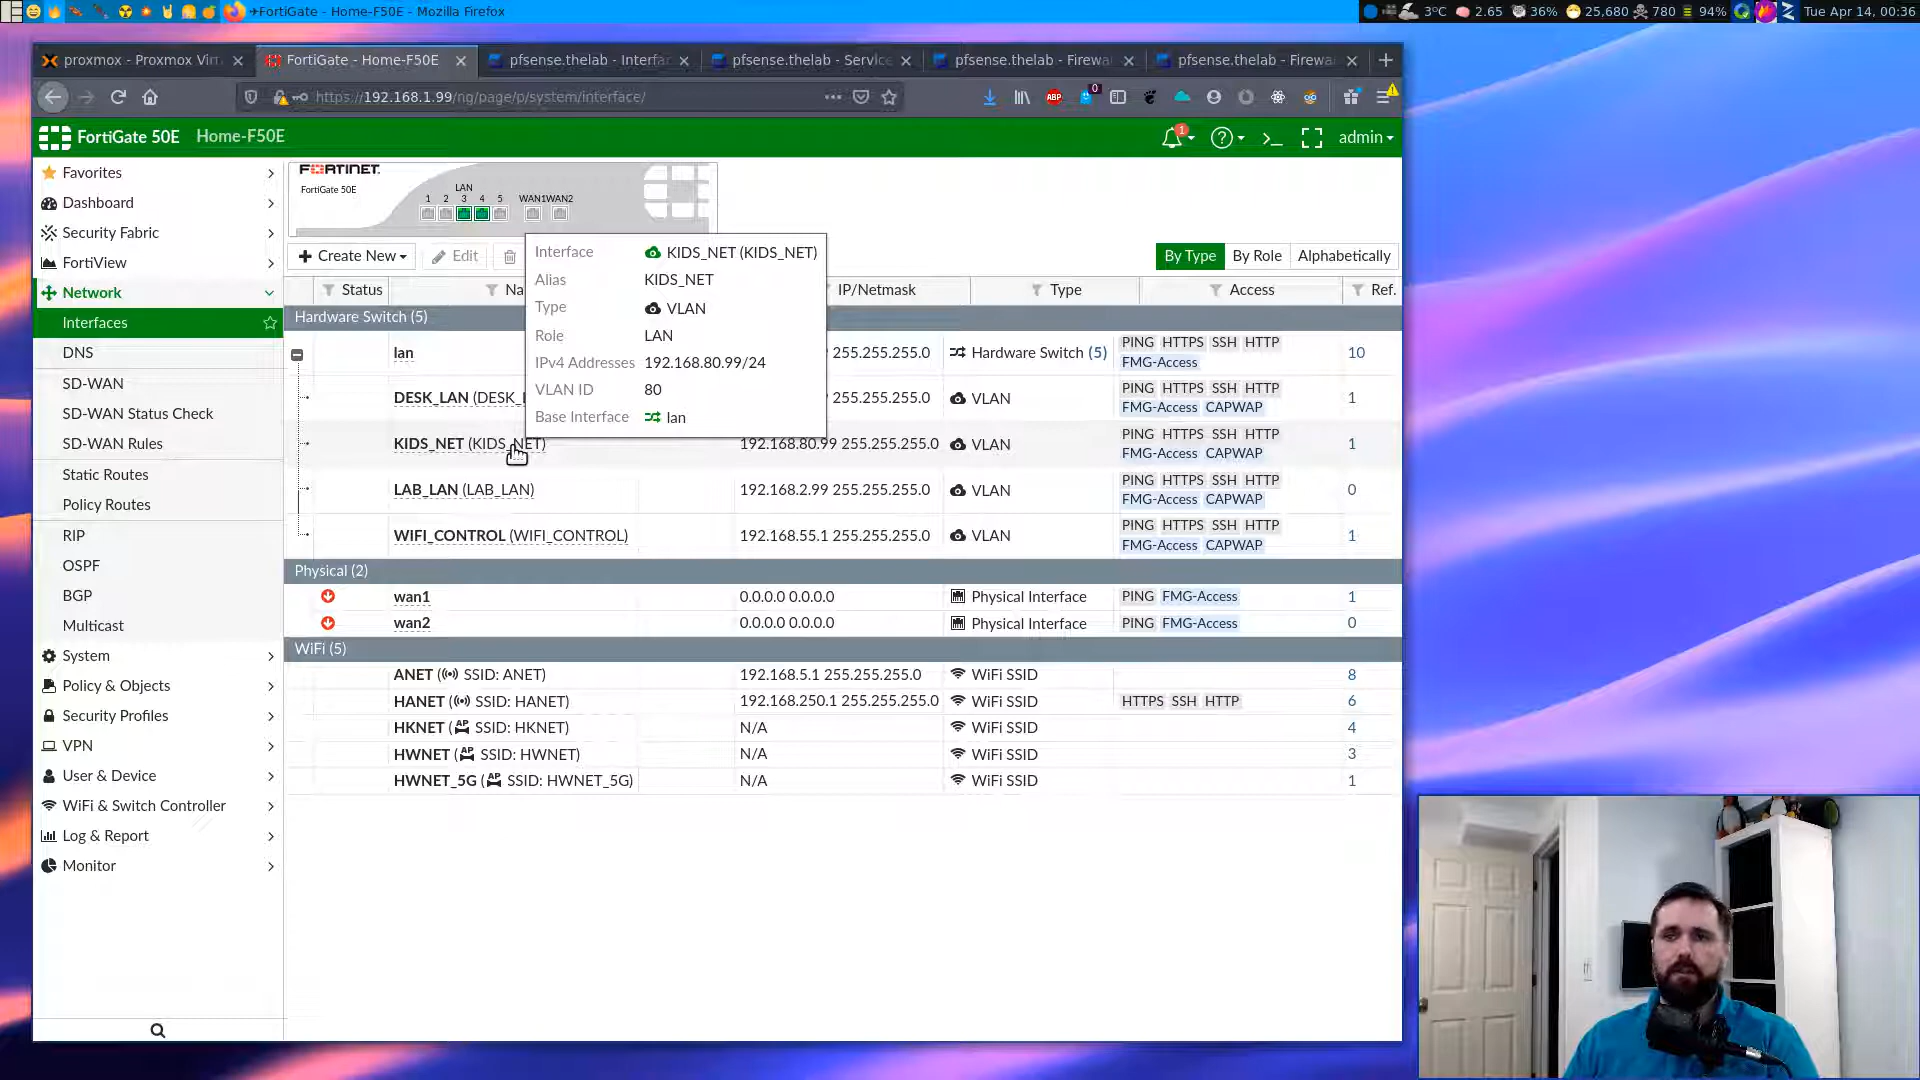 ✈FortiGate - Home-F50E - Mozilla Firefox
3°C 2.65 36% 25,680 780 94% Tue Apr 14, 00:36
proxmox - Proxmox Virt
FortiGate - Home-F50E
pfsense.thelab - Interfac
pfsense.thelab - Service
pfsense.thelab - Firewal
pfsense.thelab - Firewal
https://192.168.1.99/ng/page/p/system/interface/
ABP
0
FortiGate 50E Home-F50E
1
admin
Favorites
Dashboard
Security Fabric
FortiView
Network
Interfaces
DNS
SD-WAN
SD-WAN Status Check
SD-WAN Rules
Static Routes
Policy Routes
RIP
OSPF
BGP
Multicast
System
Policy & Objects
Security Profiles
VPN
User & Device
WiFi & Switch Controller
Log & Report
Monitor
FORTINET
FortiGate 50E
LAN
1 2 3 4 5 WAN1 WAN2
Create New Edit
By Type By Role Alphabetically
Status Na IP/Netmask Type Access Ref.
Interface KIDS_NET (KIDS_NET)
Alias KIDS_NET
Type VLAN
Role LAN
IPv4 Addresses 192.168.80.99/24
VLAN ID 80
Base Interface lan
Hardware Switch (5)
lan 255.255.255.0 Hardware Switch (5) PING HTTPS SSH HTTP 10
FMG-Access
DESK_LAN (DESK_L 255.255.255.0 VLAN PING HTTPS SSH HTTP 1
FMG-Access CAPWAP
KIDS_NET (KIDS_NET) 192.168.80.99 255.255.255.0 VLAN PING HTTPS SSH HTTP 1
FMG-Access CAPWAP
LAB_LAN (LAB_LAN) 192.168.2.99 255.255.255.0 VLAN PING HTTPS SSH HTTP 0
FMG-Access CAPWAP
WIFI_CONTROL (WIFI_CONTROL) 192.168.55.1 255.255.255.0 VLAN PING HTTPS SSH HTTP 1
FMG-Access CAPWAP
Physical (2)
wan1 0.0.0.0 0.0.0.0 Physical Interface PING FMG-Access 1
wan2 0.0.0.0 0.0.0.0 Physical Interface PING FMG-Access 0
WiFi (5)
ANET (SSID: ANET) 192.168.5.1 255.255.255.0 WiFi SSID 8
HANET (SSID: HANET) 192.168.250.1 255.255.255.0 WiFi SSID HTTPS SSH HTTP 6
HKNET (AP SSID: HKNET) N/A WiFi SSID 4
HWNET (AP SSID: HWNET) N/A WiFi SSID 3
HWNET_5G (AP SSID: HWNET_5G) N/A WiFi SSID 1